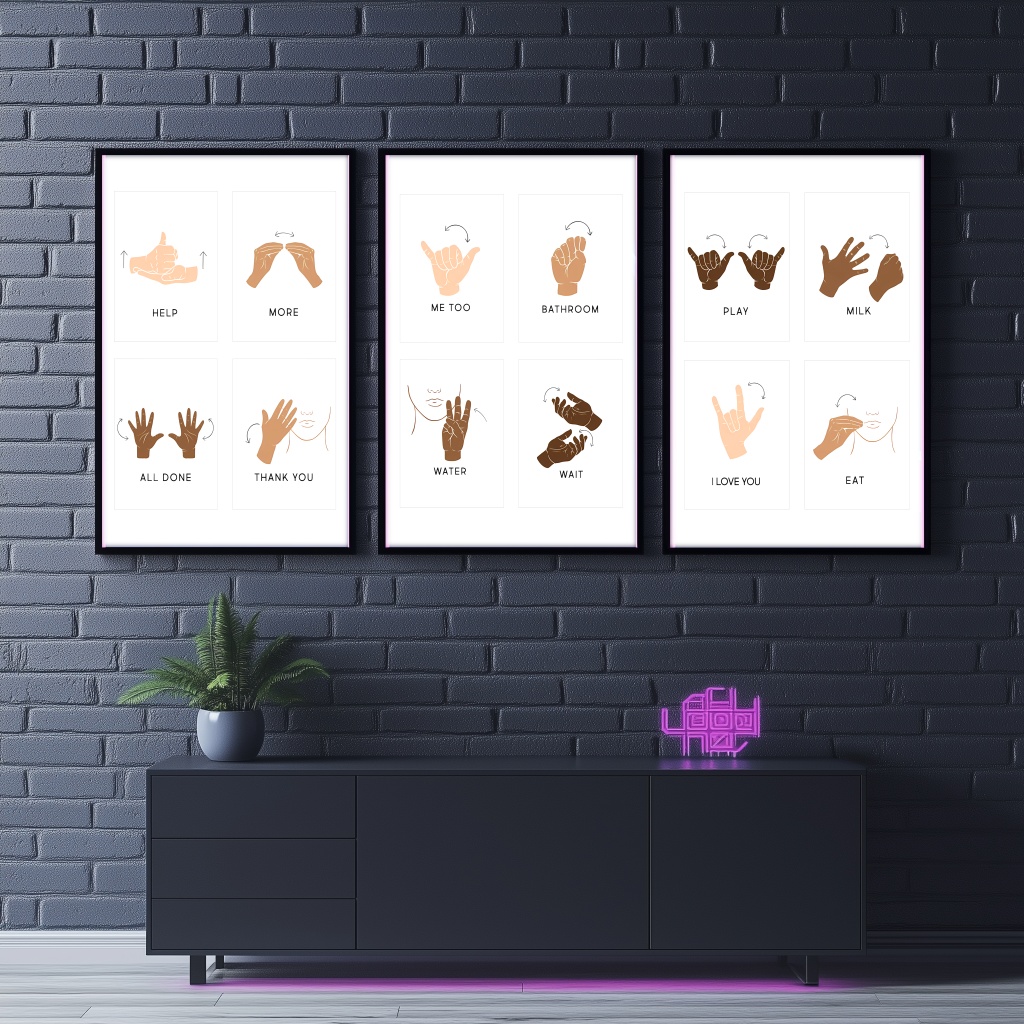 HELP
MORE
ALL DONE
THANK YOU
ME TOO
BATHROOM
WATER
WAIT
PLAY
MILK
I LOVE YOU
EAT